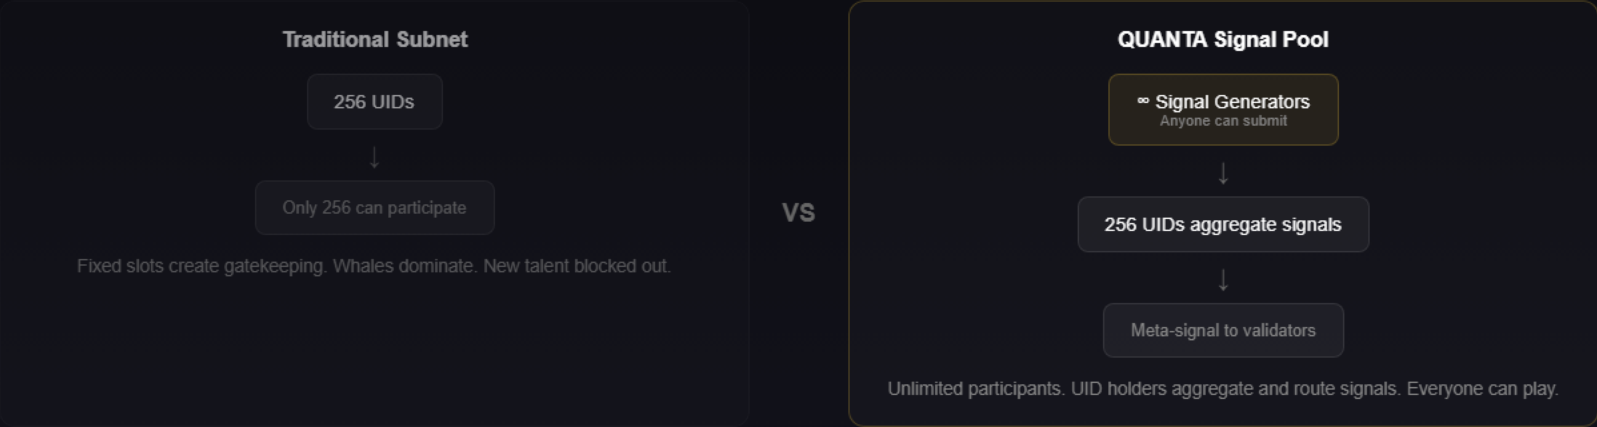 Traditional Subnet
256 UIDs
↓
Only 256 can participate
Fixed slots create gatekeeping. Whales dominate. New talent blocked out.
VS
QUANTA Signal Pool
∞ Signal Generators
Anyone can submit
↓
256 UIDs aggregate signals
↓
Meta-signal to validators
Unlimited participants. UID holders aggregate and route signals. Everyone can play.